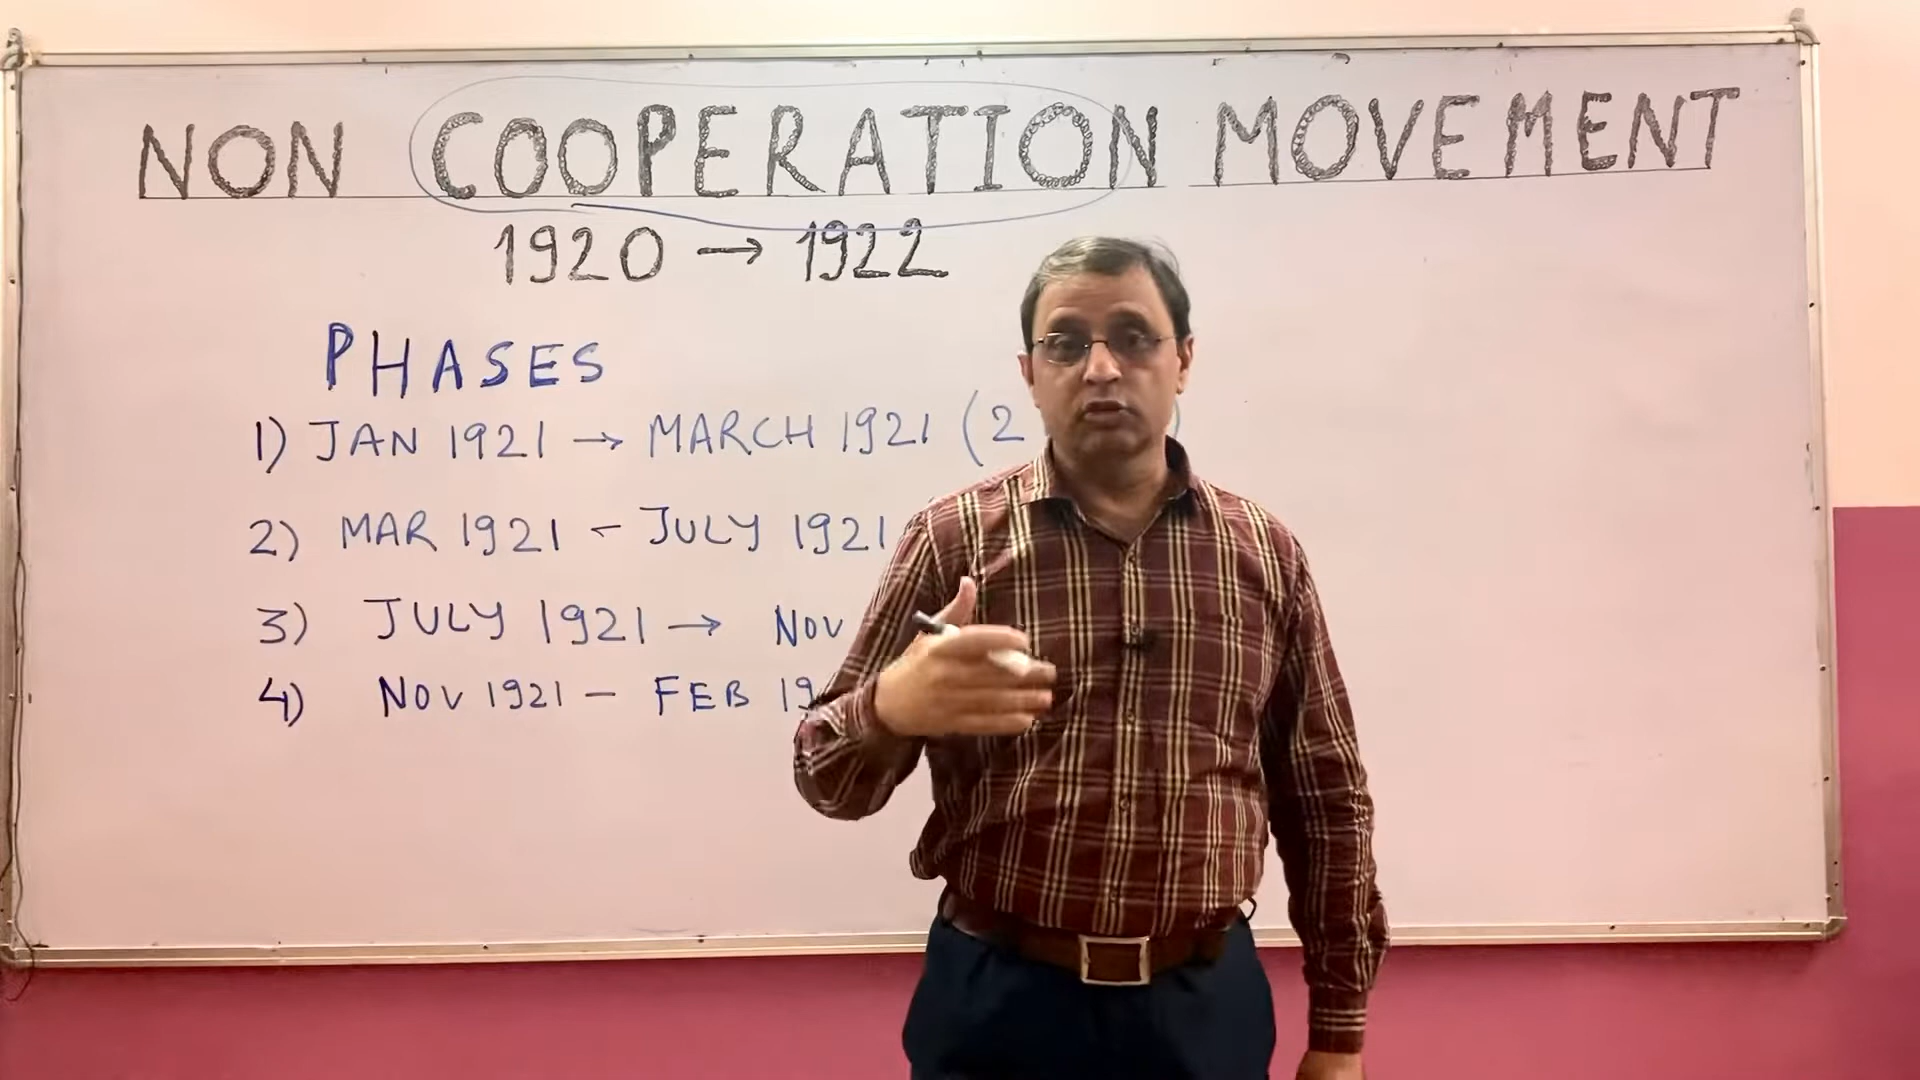 NON COOPERATION MOVEMENT
1920 → 1922
PHASES
1) JAN 1921 → MARCH 1921 (2 )
2) MAR 1921 - JULY 1921
3) JULY 1921 → NOV
4) NOV 1921 - FEB 19